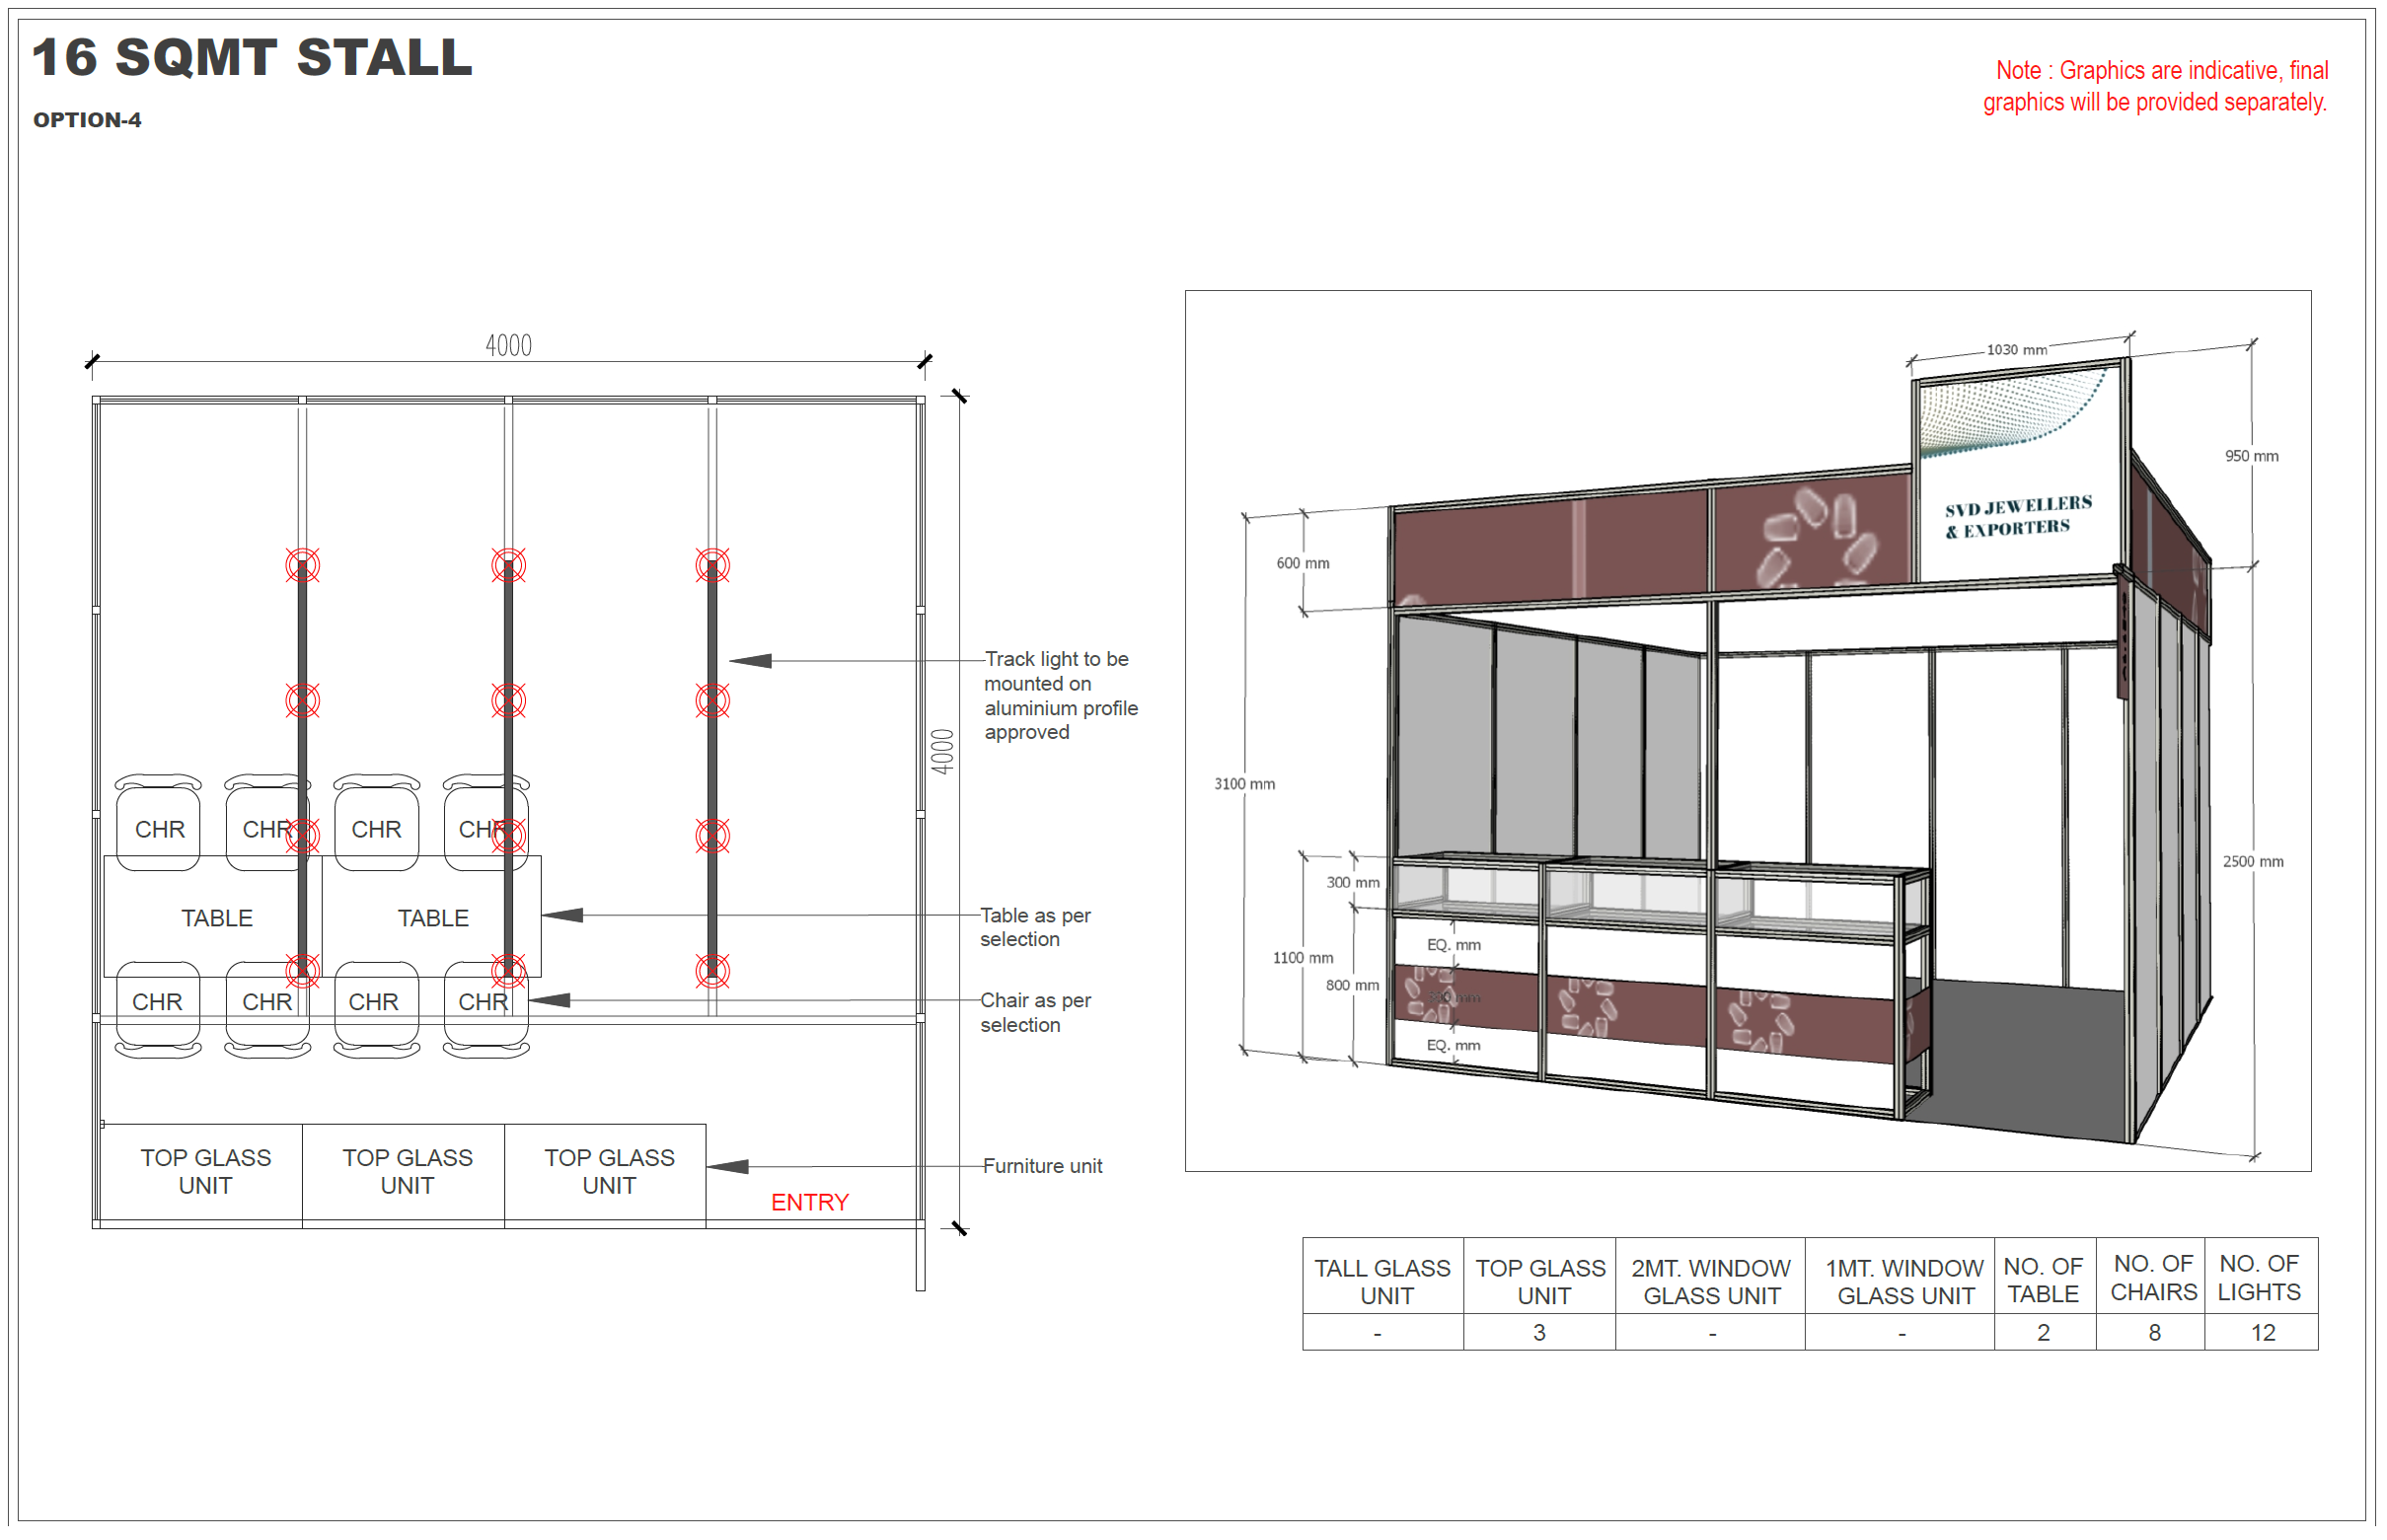 16 SQMT STALL
OPTION-4
Note : Graphics are indicative, final
graphics will be provided separately.
4000
4000
Track light to be
mounted on
aluminium profile
approved
CHR
CHR
CHR
CHR
TABLE
TABLE
Table as per
selection
CHR
CHR
CHR
CHR
Chair as per
selection
TOP GLASS
UNIT
TOP GLASS
UNIT
TOP GLASS
UNIT
Furniture unit
ENTRY
1030 mm
950 mm
SVD JEWELLERS
& EXPORTERS
600 mm
3100 mm
2500 mm
300 mm
1100 mm
800 mm
EQ. mm
EQ. mm
TALL GLASS
UNIT
TOP GLASS
UNIT
2MT. WINDOW
GLASS UNIT
1MT. WINDOW
GLASS UNIT
NO. OF
TABLE
NO. OF
CHAIRS
NO. OF
LIGHTS
-
3
-
-
2
8
12